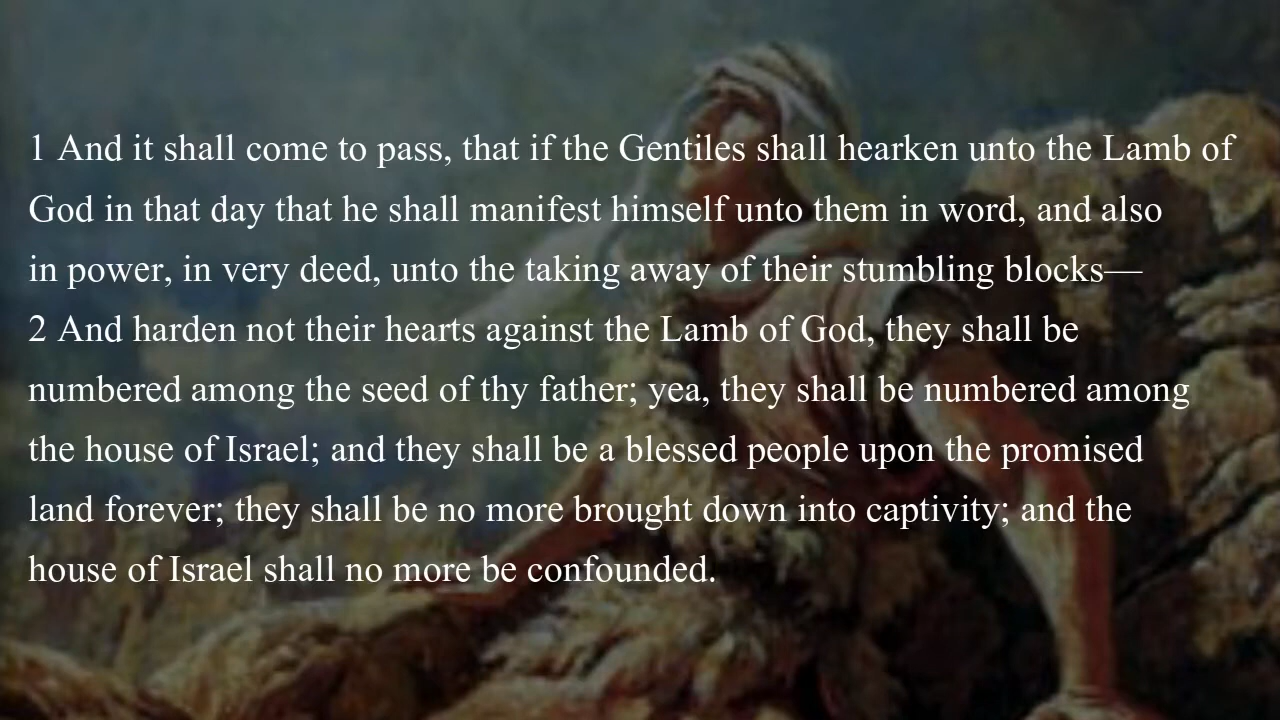 1 And it shall come to pass, that if the Gentiles shall hearken unto the Lamb of
God in that day that he shall manifest himself unto them in word, and also
in power, in very deed, unto the taking away of their stumbling blocks—
2 And harden not their hearts against the Lamb of God, they shall be
numbered among the seed of thy father; yea, they shall be numbered among
the house of Israel; and they shall be a blessed people upon the promised
land forever; they shall be no more brought down into captivity; and the
house of Israel shall no more be confounded.